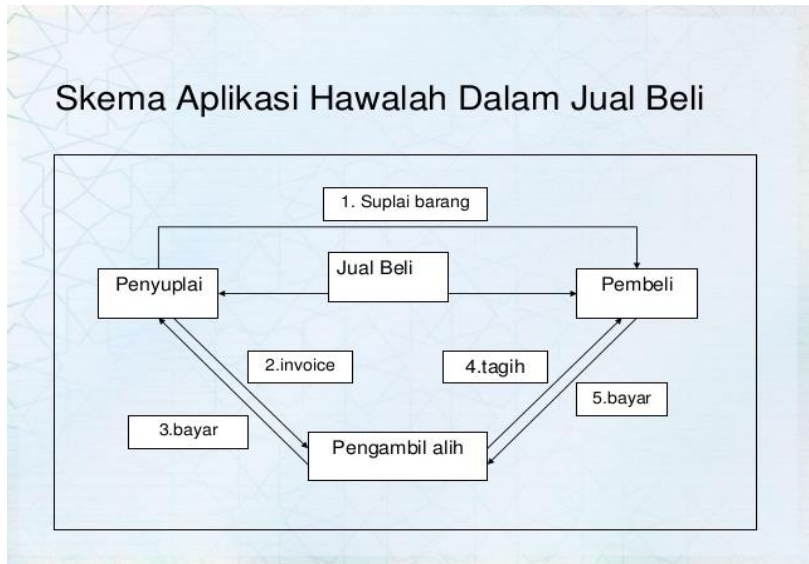 Skema Aplikasi Hawalah Dalam Jual Beli
1. Suplai barang
Jual Beli
Penyuplai
Pembeli
2.invoice
4.tagih
5.bayar
3.bayar
Pengambil alih